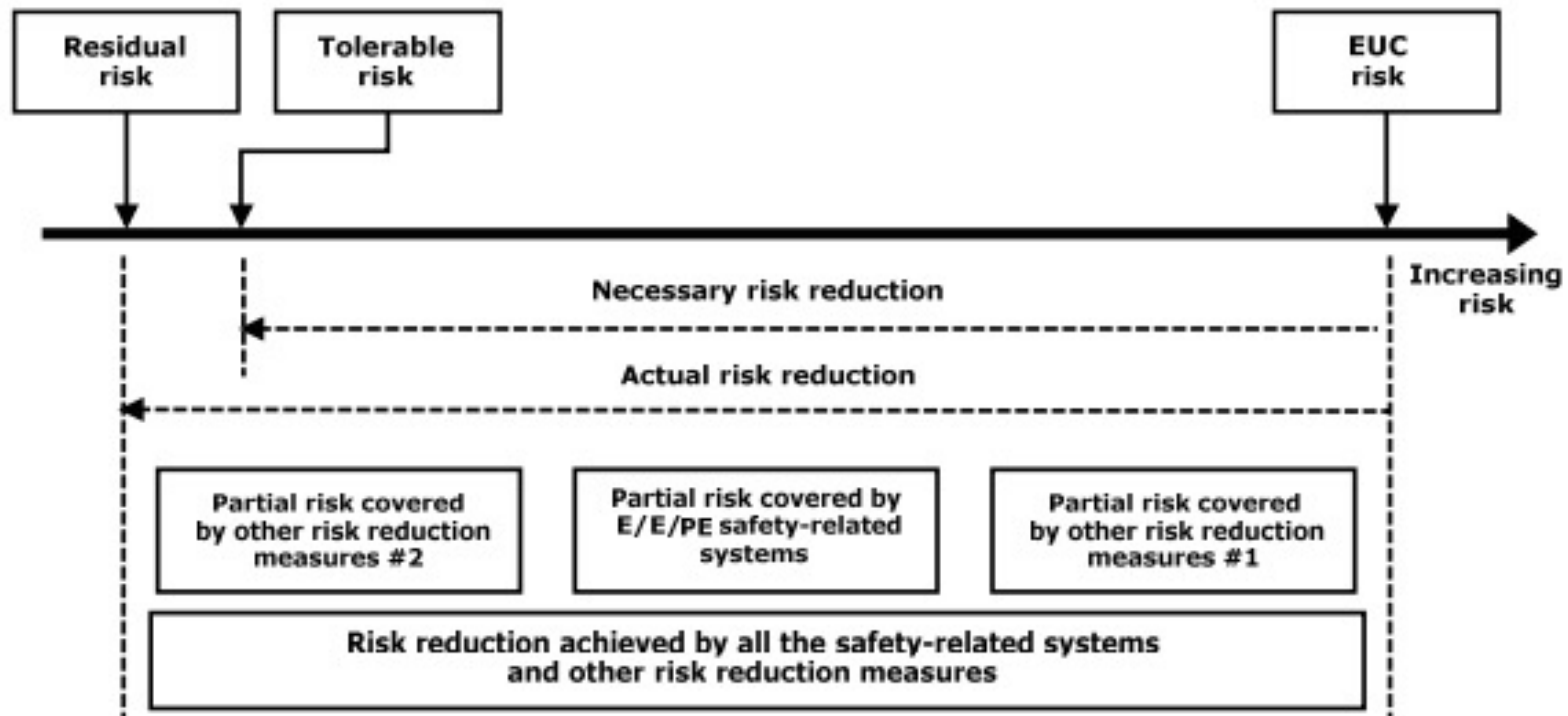 Residual
risk
Tolerable
risk
EUC
risk
Increasing
risk
Necessary risk reduction
Actual risk reduction
Partial risk covered
by other risk reduction
measures #2
Partial risk covered by
E/E/PE safety-related
systems
Partial risk covered
by other risk reduction
measures #1
Risk reduction achieved by all the safety-related systems
and other risk reduction measures